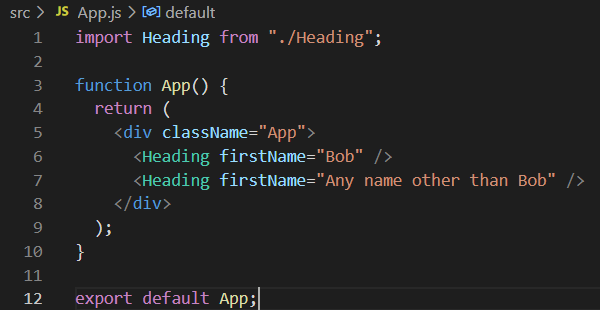 src > JS App.js > default
1 import Heading from "./Heading";
2
3 function App() {
4   return (
5     <div className="App">
6       <Heading firstName="Bob" />
7       <Heading firstName="Any name other than Bob" />
8     </div>
9   );
10 }
11
12 export default App;